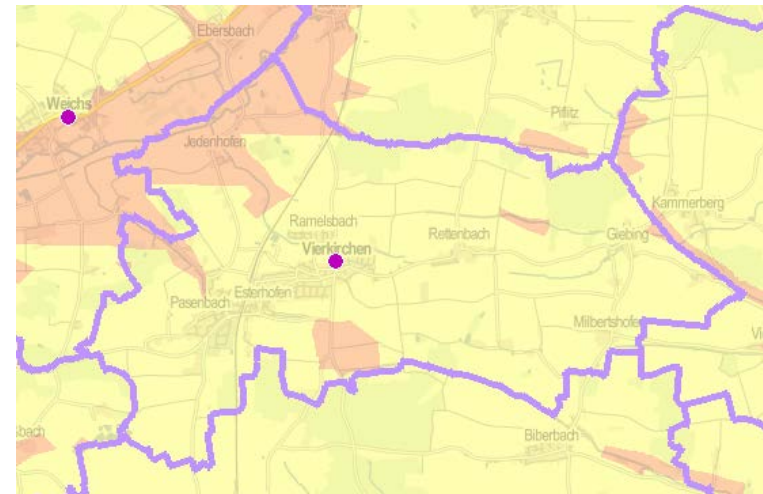 Ebersbach
Weichs
Pfiltz
Jedenhofen
Kammerberg
Ramelsbach
Rettenbach
Giebing
Vierkirchen
Esterhofen
Pasenbach
Milbertshofen
Biberbach